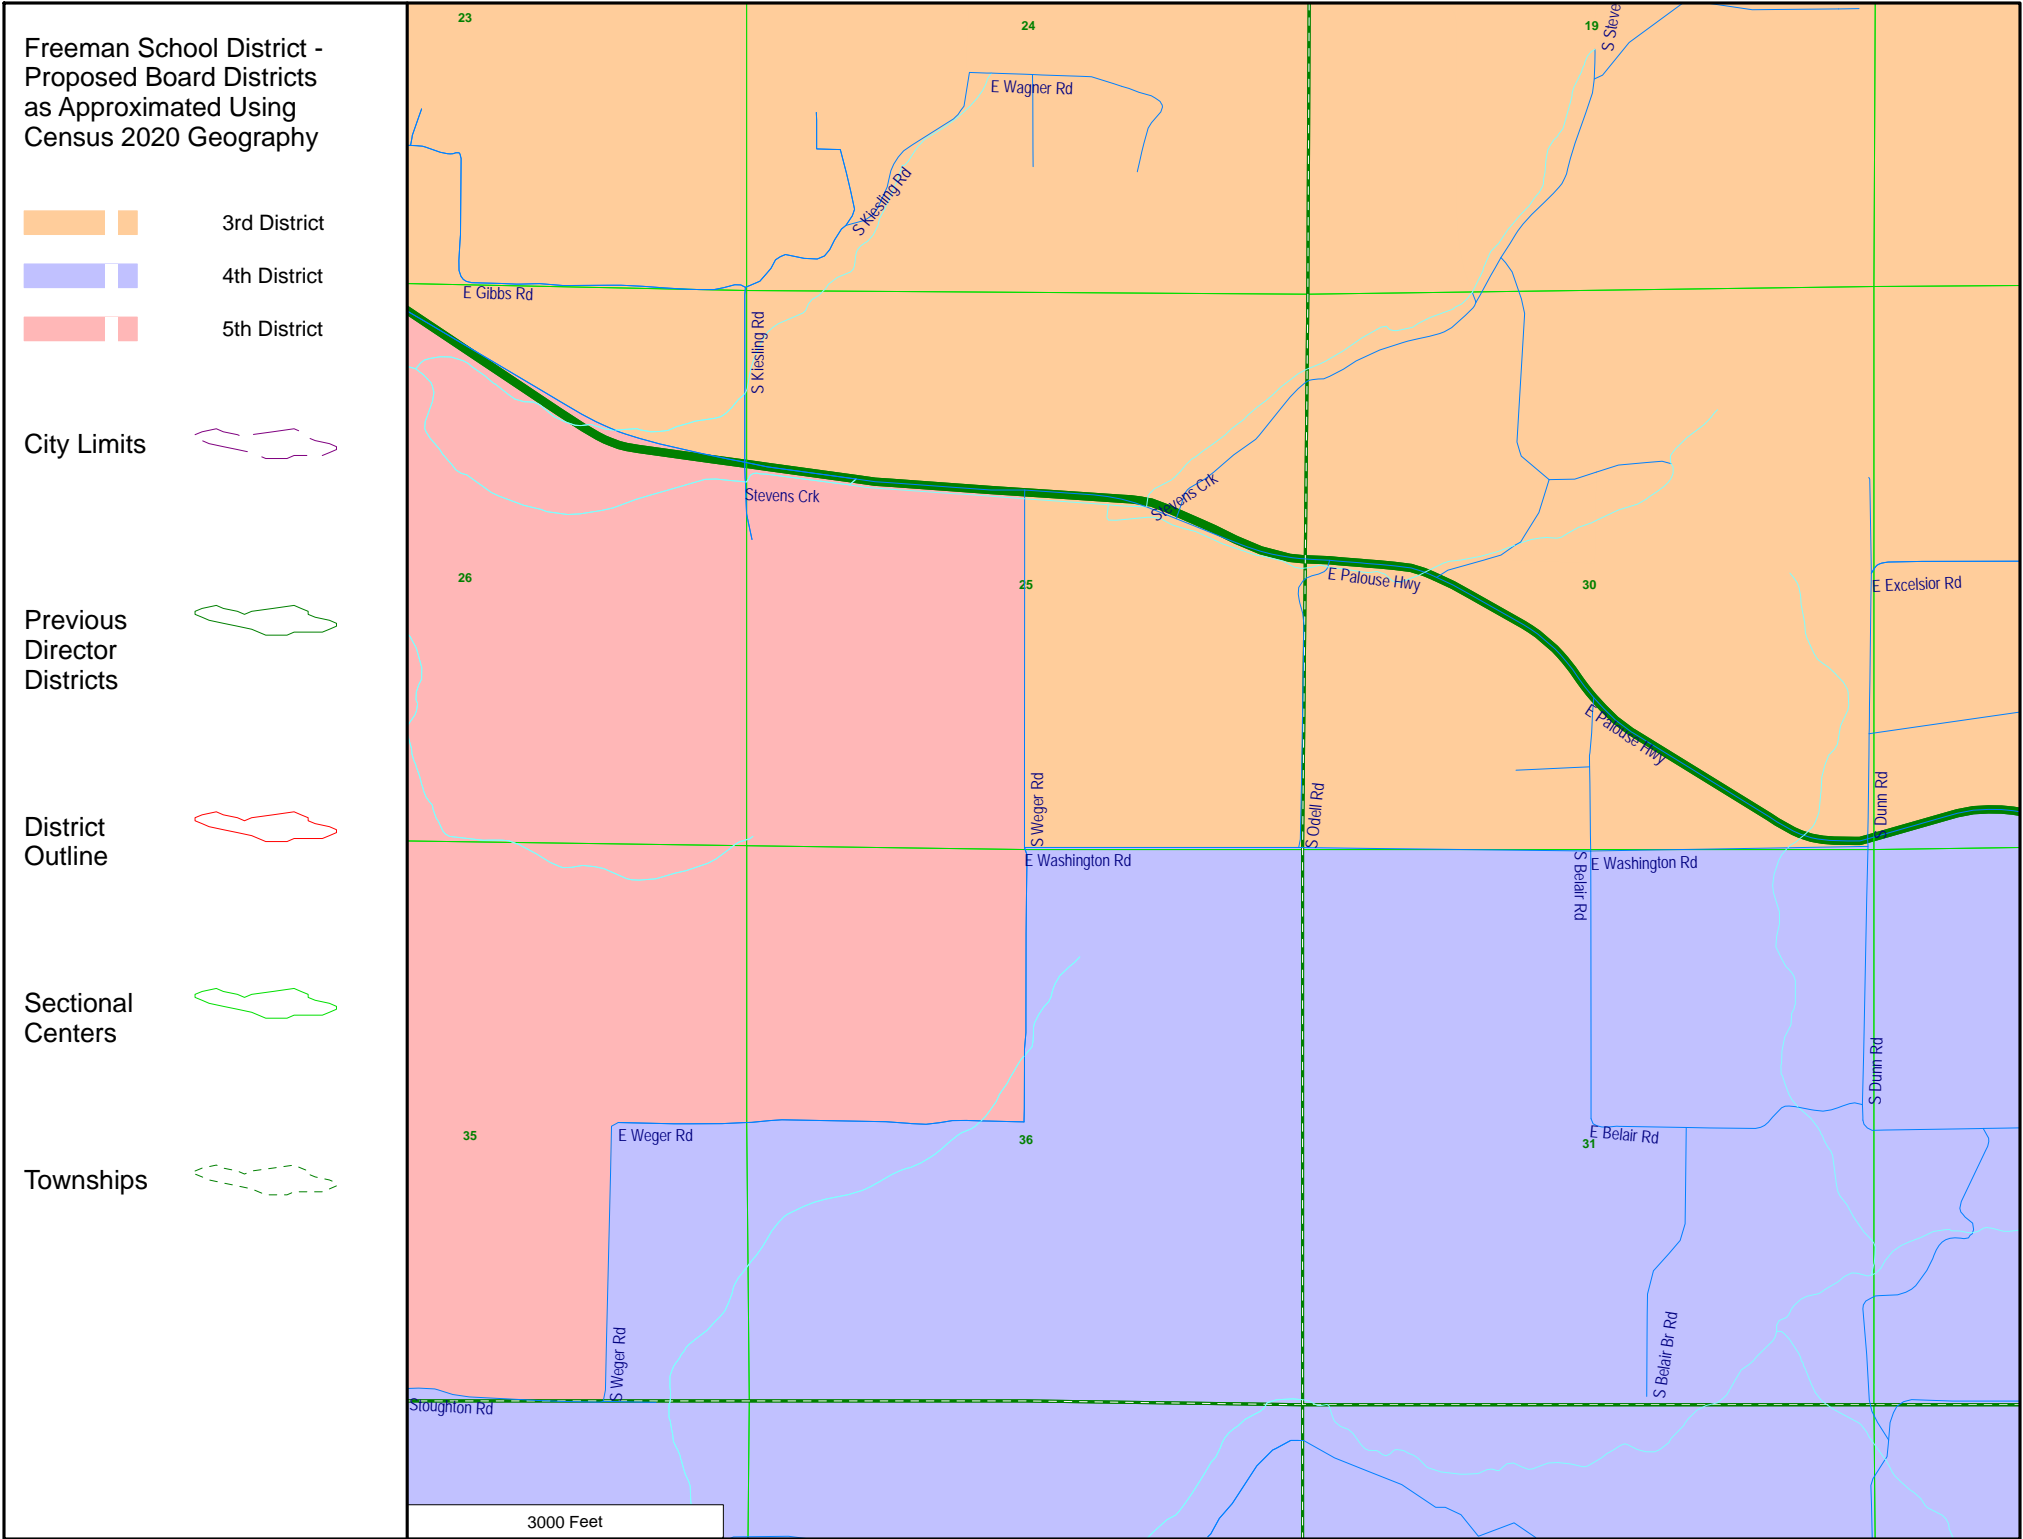 Freeman School District -
Proposed Board Districts
as Approximated Using
Census 2020 Geography
3rd District
4th District
5th District
City Limits
Previous
Director
Districts
District
Outline
Sectional
Centers
Townships
23
24
19
S Steve
E Wagner Rd
S Kiesling Rd
E Gibbs Rd
S Kiesling Rd
Stevens Crk
Stevens Crk
26
25
30
E Palouse Hwy
E Excelsior Rd
E Palouse Hwy
S Weger Rd
S Odell Rd
S Dunn Rd
E Washington Rd
E Washington Rd
S Belair Rd
S Dunn Rd
35
E Weger Rd
36
E Belair Rd
31
S Weger Rd
S Belair Br Rd
Stoughton Rd
3000 Feet